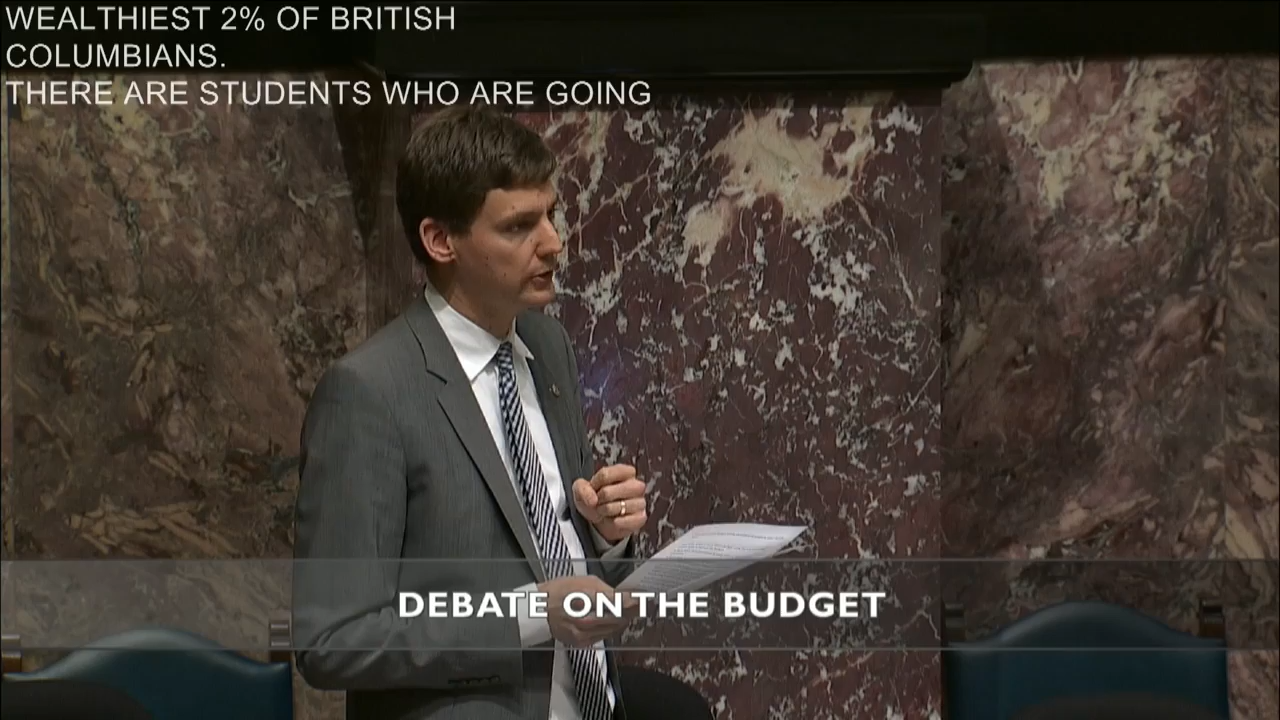 WEALTHIEST 2% OF BRITISH
COLUMBIANS.
THERE ARE STUDENTS WHO ARE GOING
DEBATE ON THE BUDGET